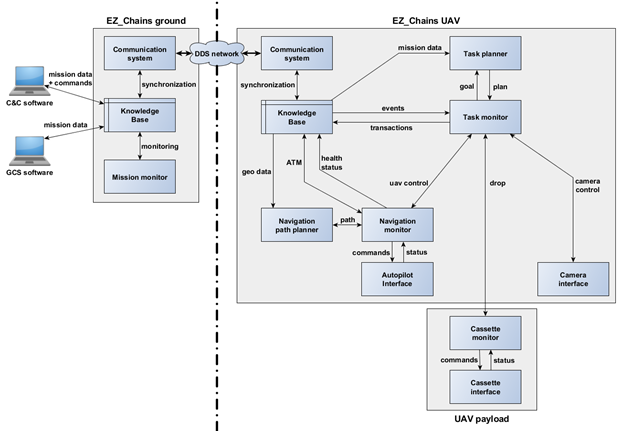 EZ_Chains ground
EZ_Chains UAV
Communication
system
DDS network
Communication
system
mission data
Task planner
mission data
+ commands
synchronization
synchronization
goal
plan
C&C software
Knowledge
Base
Knowledge
Base
events
transactions
Task monitor
mission data
monitoring
GCS software
Mission monitor
geo data
ATM
health
status
uav control
drop
camera
control
Navigation
path planner
path
Navigation
monitor
commands
status
Autopilot
Interface
Camera
interface
Cassette
monitor
commands
status
Cassette
interface
UAV payload